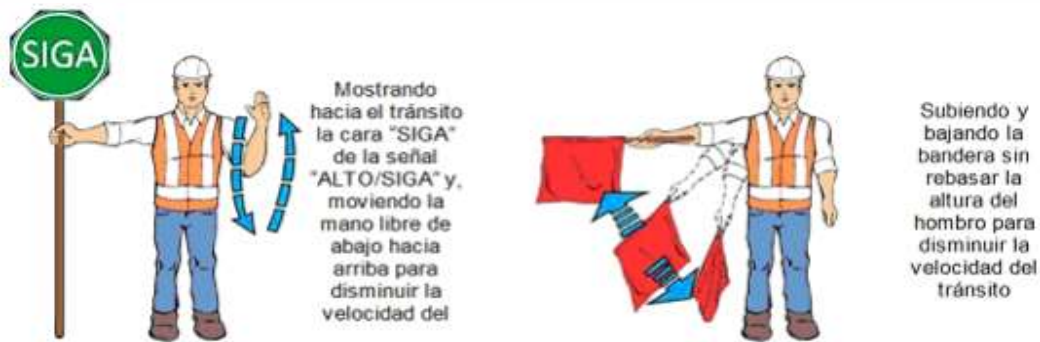 SIGA
Mostrando
hacia el tránsito
la cara "SIGA"
de la señal
"ALTO/SIGA" y,
moviendo la
mano libre de
abajo hacia
arriba para
disminuir la
velocidad del
Subiendo y
bajando la
bandera sin
rebasar la
altura del
hombro para
disminuir la
velocidad del
tránsito